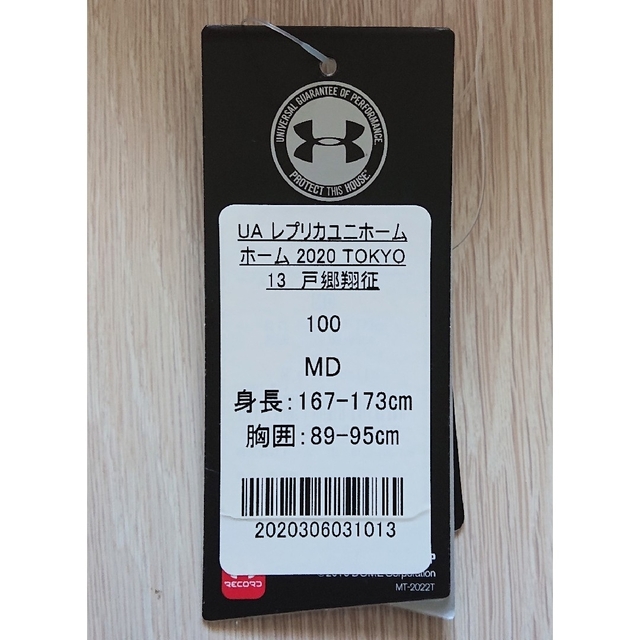 UNIVERSAL GUARANTEE OF PERFORMANCE
PROTECT THIS HOUSE
UA レプリカユニホーム
ホーム 2020 TOKYO
13 戸郷翔征
100
MD
身長:167-173cm
胸囲:89-95cm
2020306031013
DOME Corporation
RECORD
MT-2022T